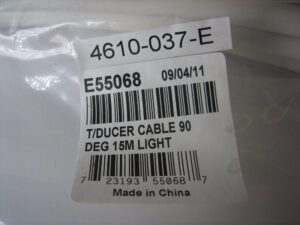 4610-037-E
E55068 09/04/11
T/DUCER CABLE 90
DEG 15M LIGHT
7 23193 55068 7
Made in China